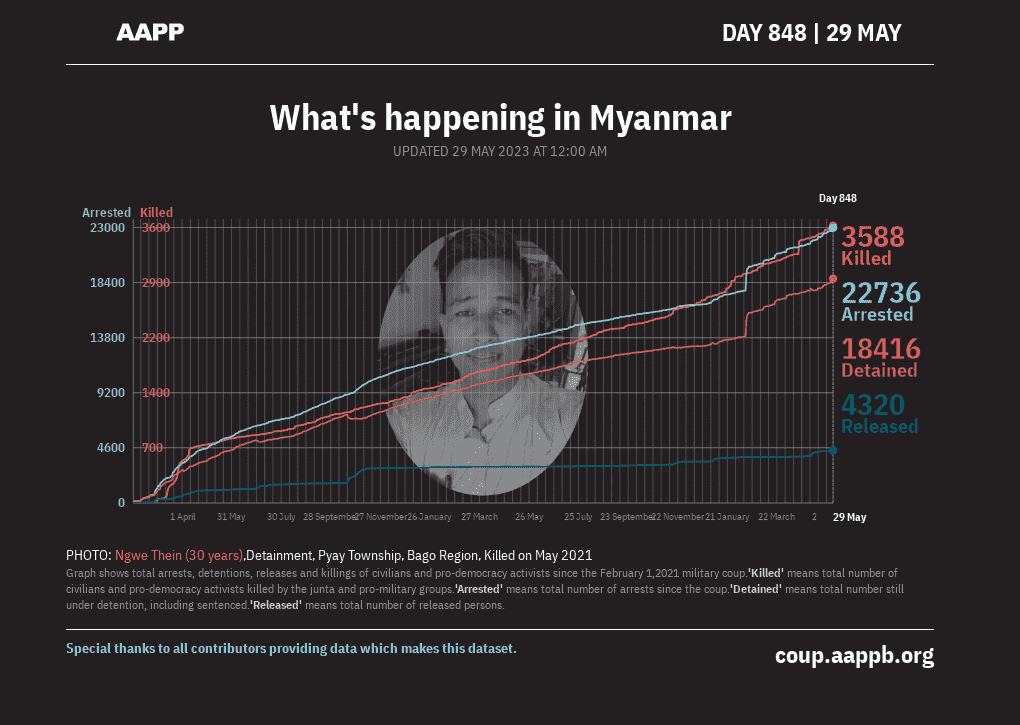 AAPP
DAY 848 | 29 MAY
What's happening in Myanmar
UPDATED 29 MAY 2023 AT 12:00 AM
Day 848
Arrested Killed
23000 3600
18400 2900
13800 2200
9200 1400
4600 700
0
3588
Killed
22736
Arrested
18416
Detained
4320
Released
1 April 31 May 30 July 28 September 27 November 26 January 27 March 26 May 25 July 23 September 22 November 21 January 22 March 2 29 May
PHOTO: Ngwe Thein (30 years),Detainment, Pyay Township, Bago Region, Killed on May 2021
Graph shows total arrests, detentions, releases and killings of civilians and pro-democracy activists since the February 1,2021 military coup.'Killed' means total number of
civilians and pro-democracy activists killed by the junta and pro-military groups.'Arrested' means total number of arrests since the coup.'Detained' means total number still
under detention, including sentenced.'Released' means total number of released persons.
Special thanks to all contributors providing data which makes this dataset.
coup.aappb.org